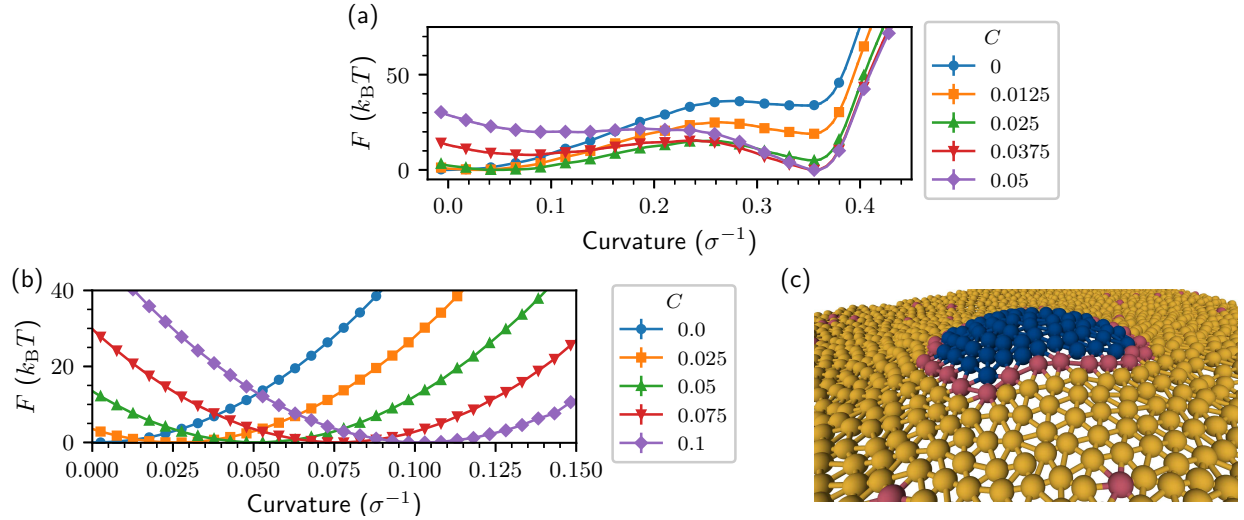 (a)
F (k_BT)
50
0
0.0 0.1 0.2 0.3 0.4
Curvature (σ⁻¹)
C
0
0.0125
0.025
0.0375
0.05
(b)
F (k_BT)
40
20
0
0.000 0.025 0.050 0.075 0.100 0.125 0.150
Curvature (σ⁻¹)
C
0.0
0.025
0.05
0.075
0.1
(c)